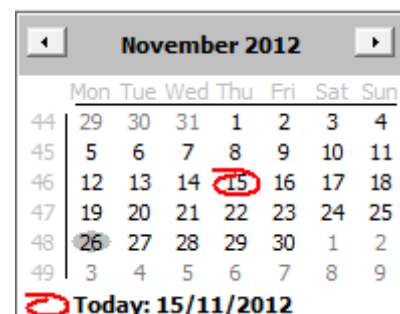 November 2012
Mon Tue Wed Thu Fri Sat Sun
44 29 30 31 1 2 3 4
45 5 6 7 8 9 10 11
46 12 13 14 15 16 17 18
47 19 20 21 22 23 24 25
48 26 27 28 29 30 1 2
49 3 4 5 6 7 8 9
Today: 15/11/2012